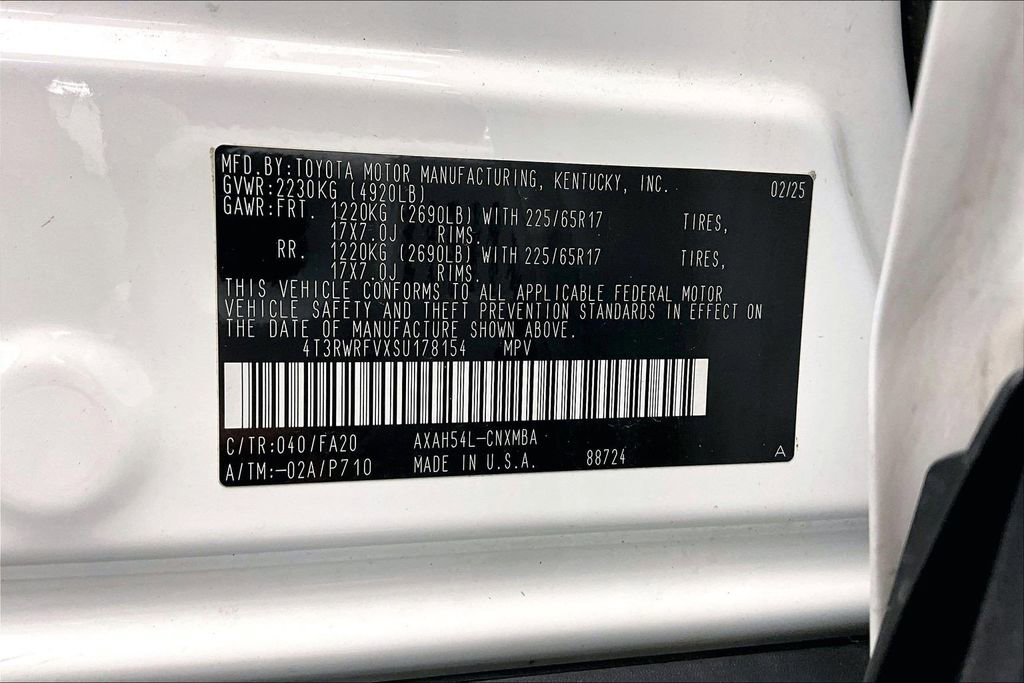 MFD.BY:TOYOTA MOTOR MANUFACTURING, KENTUCKY, INC. 02/25
GVWR:2230KG (4920LB)
GAWR:FRT. 1220KG (2690LB) WITH 225/65R17 TIRES,
17X7.0J RIMS.
RR. 1220KG (2690LB) WITH 225/65R17 TIRES,
17X7.0J RIMS.
THIS VEHICLE CONFORMS TO ALL APPLICABLE FEDERAL MOTOR
VEHICLE SAFETY AND THEFT PREVENTION STANDARDS IN EFFECT ON
THE DATE OF MANUFACTURE SHOWN ABOVE.
4T3RWRFVXSU178154 MPV
C/TR:040/FA20 AXAH54L-CNXMBA
A/TM:-02A/P710 MADE IN U.S.A. 88724 A